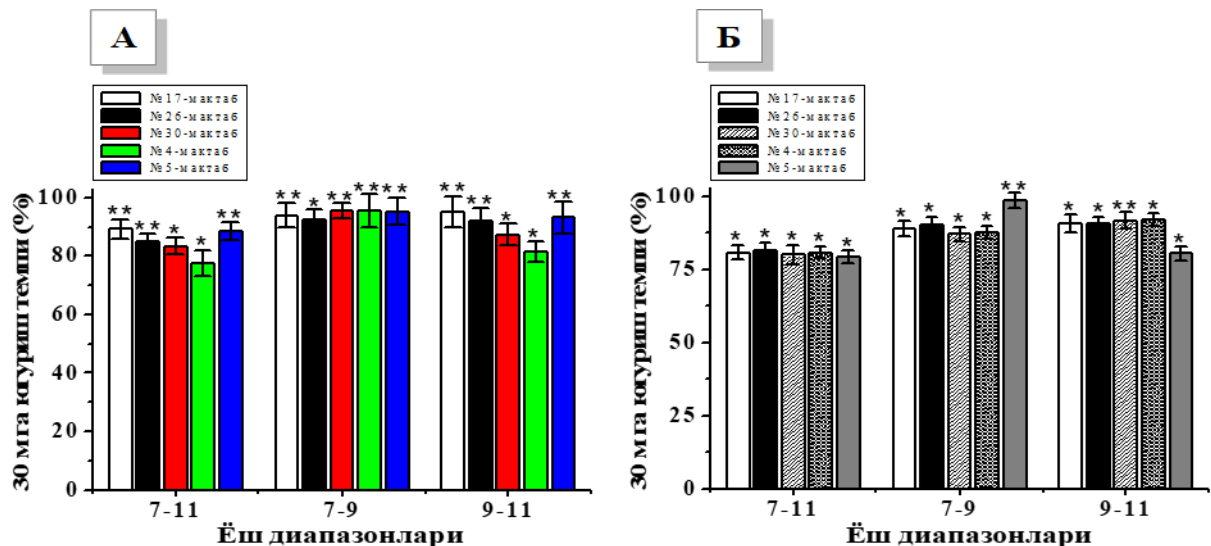 А
№17-мактаб
№26-мактаб
№30-мактаб
№4-мактаб
№5-мактаб
30 мга югуриш темпи (%)
100
80
60
40
20
0
** ** * * **
** * ** ** **
** ** * * **
7-11 7-9 9-11
Ёш диапазонлари
Б
№17-мактаб
№26-мактаб
№30-мактаб
№4-мактаб
№5-мактаб
30 мга югуриш темпи (%)
100
75
50
25
0
* * * * *
* * * * **
* * ** * *
7-11 7-9 9-11
Ёш диапазонлари